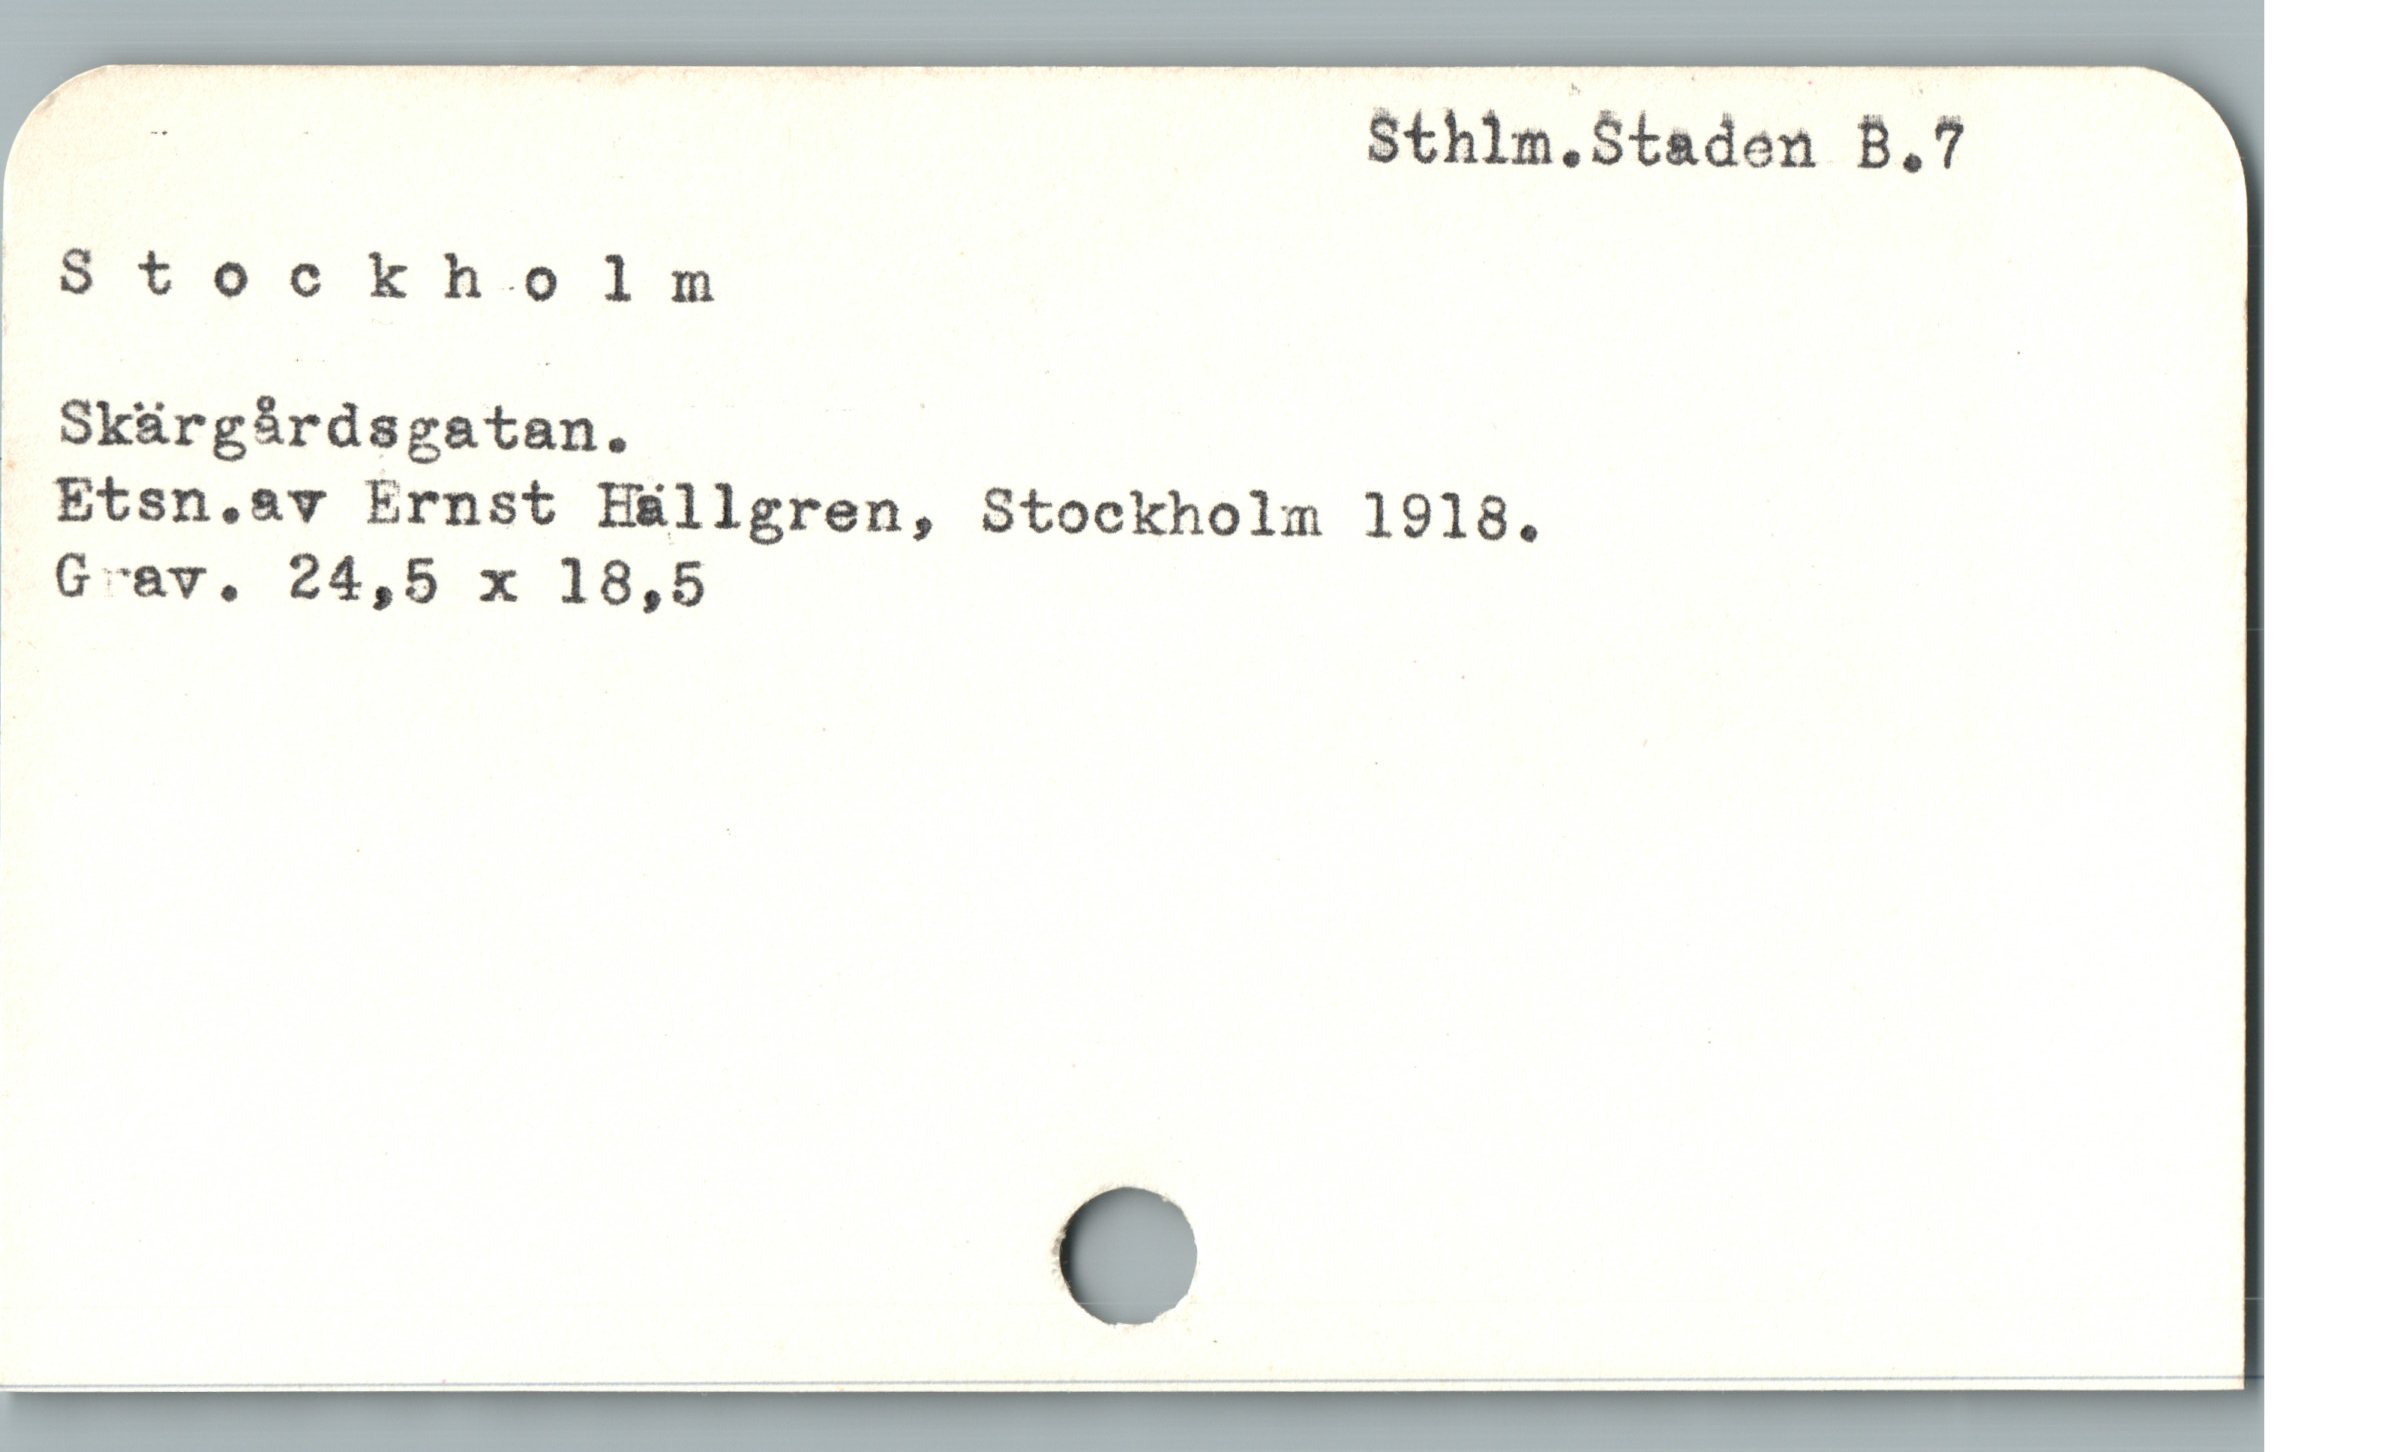 Sthlm.Staden B.7
S t o c k h o l m
Skärgårdsgatan.
Etsn.av Ernst Hällgren, Stockholm 1918.
Grav. 24,5 x 18,5